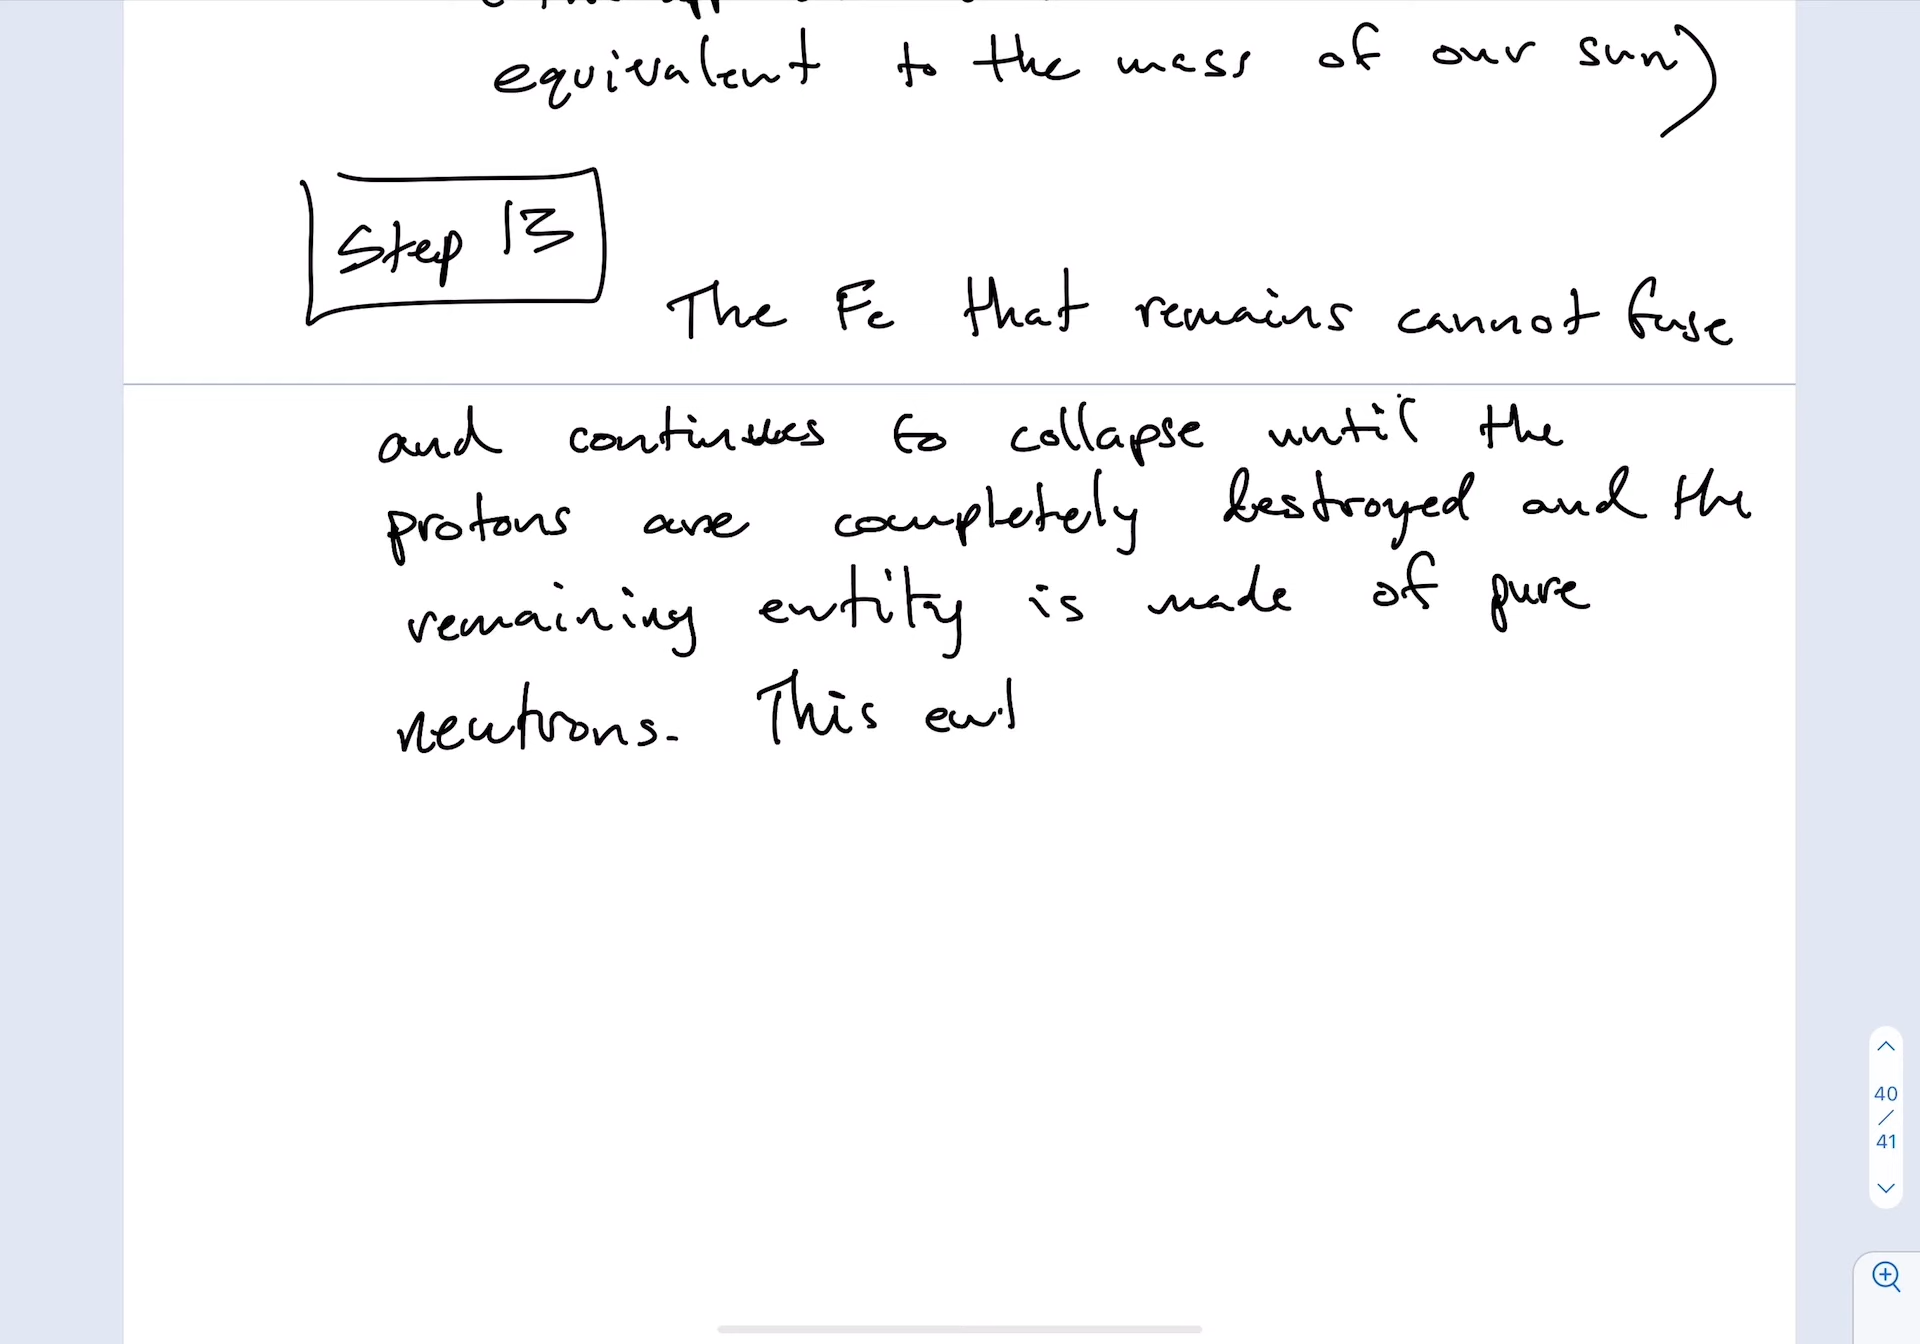 equivalent to the mass of our sun)
Step 13
The Fe that remains cannot fuse
and continues to collapse until the
protons are completely destroyed and the
remaining entity is made of pure
neutrons. This
40
/
41